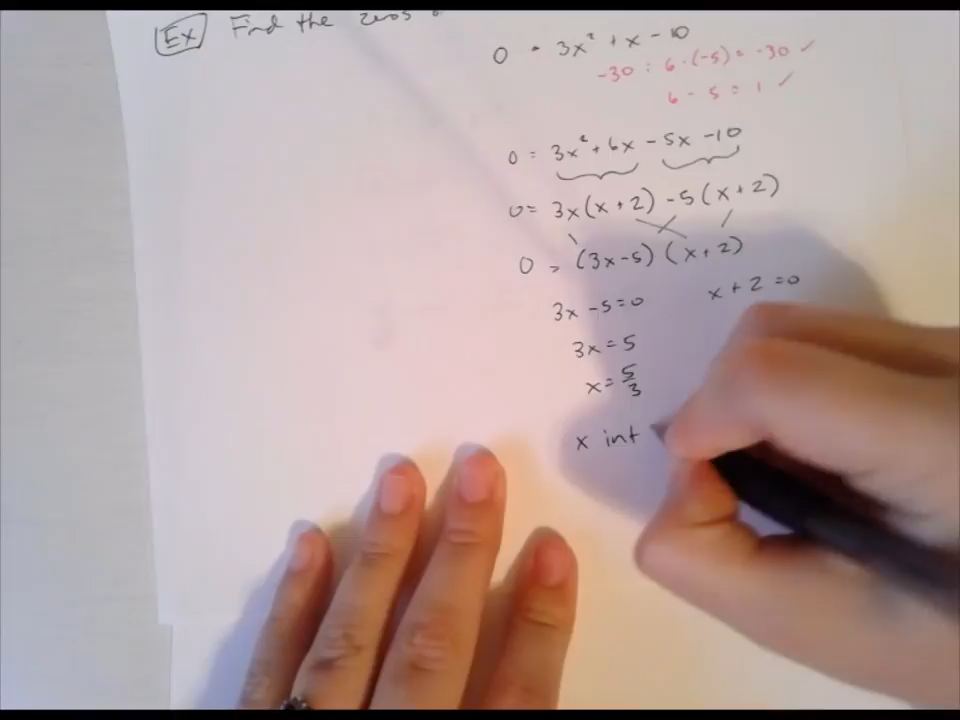 Ex Find the zeros
0 = 3x² + x - 10
-30 : 6 · (-5) = -30 ✓
6 - 5 = 1 ✓
0 = 3x² + 6x - 5x - 10
0 = 3x(x + 2) - 5(x + 2)
0 = (3x - 5) (x + 2)
3x - 5 = 0 x + 2 = 0
3x = 5
x = 5/3
x int